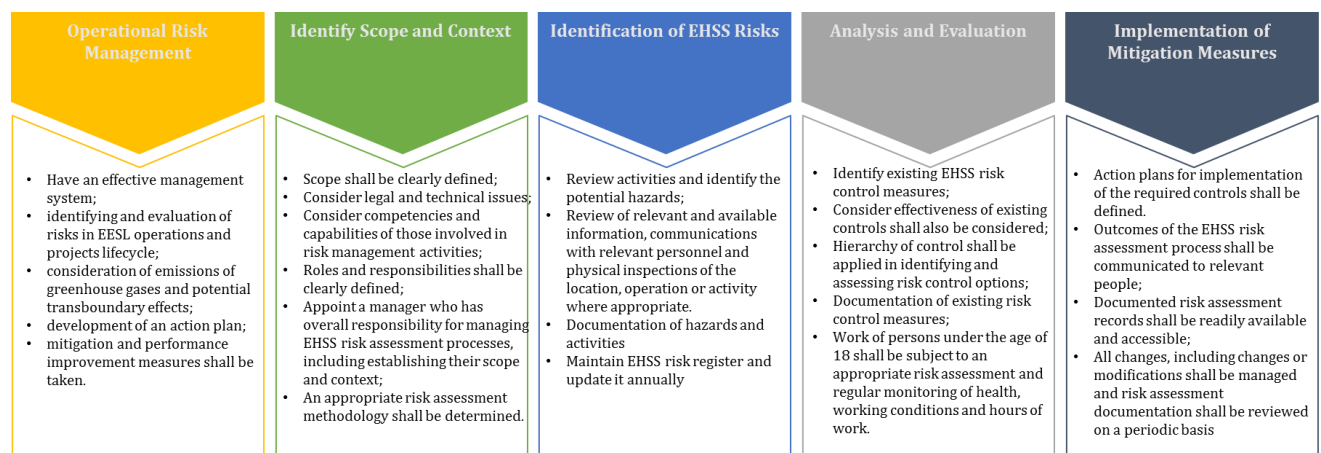 Operational Risk
Management
• Have an effective management
system;
• identifying and evaluation of
risks in EESL operations and
projects lifecycle;
• consideration of emissions of
greenhouse gases and potential
transboundary effects;
• development of an action plan;
• mitigation and performance
improvement measures shall be
taken.
Identify Scope and Context
• Scope shall be clearly defined;
• Consider legal and technical issues;
• Consider competencies and
capabilities of those involved in
risk management activities;
• Roles and responsibilities shall be
clearly defined;
• Appoint a manager who has
overall responsibility for managing
EHSS risk assessment processes,
including establishing their scope
and context;
• An appropriate risk assessment
methodology shall be determined.
Identification of EHSS Risks
• Review activities and identify the
potential hazards;
• Review of relevant and available
information, communications
with relevant personnel and
physical inspections of the
location, operation or activity
where appropriate.
• Documentation of hazards and
activities
• Maintain EHSS risk register and
update it annually
Analysis and Evaluation
• Identify existing EHSS risk
control measures;
• Consider effectiveness of existing
controls shall also be considered;
• Hierarchy of control shall be
applied in identifying and
assessing risk control options;
• Documentation of existing risk
control measures;
• Work of persons under the age of
18 shall be subject to an
appropriate risk assessment and
regular monitoring of health,
working conditions and hours of
work.
Implementation of
Mitigation Measures
• Action plans for implementation
of the required controls shall be
defined.
• Outcomes of the EHSS risk
assessment process shall be
communicated to relevant
people;
• Documented risk assessment
records shall be readily available
and accessible;
• All changes, including changes or
modifications shall be managed
and risk assessment
documentation shall be reviewed
on a periodic basis